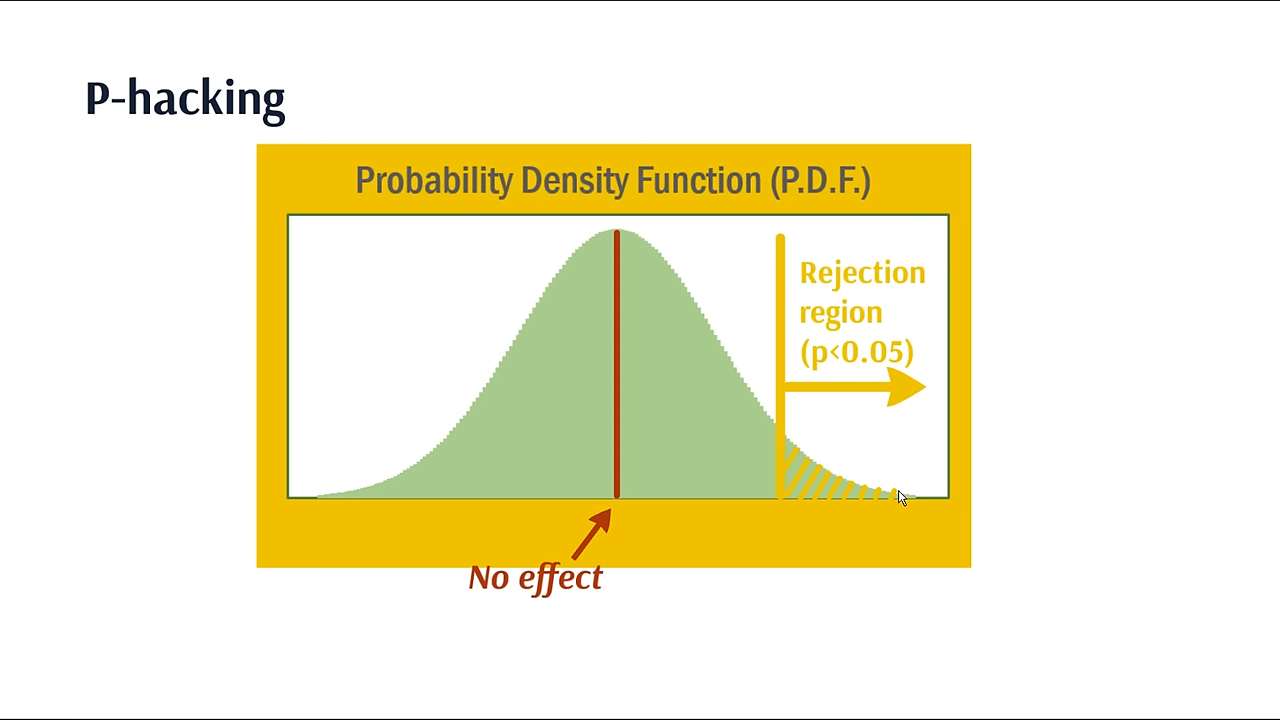 P-hacking
Probability Density Function (P.D.F.)
Rejection
region
(p<0.05)
No effect